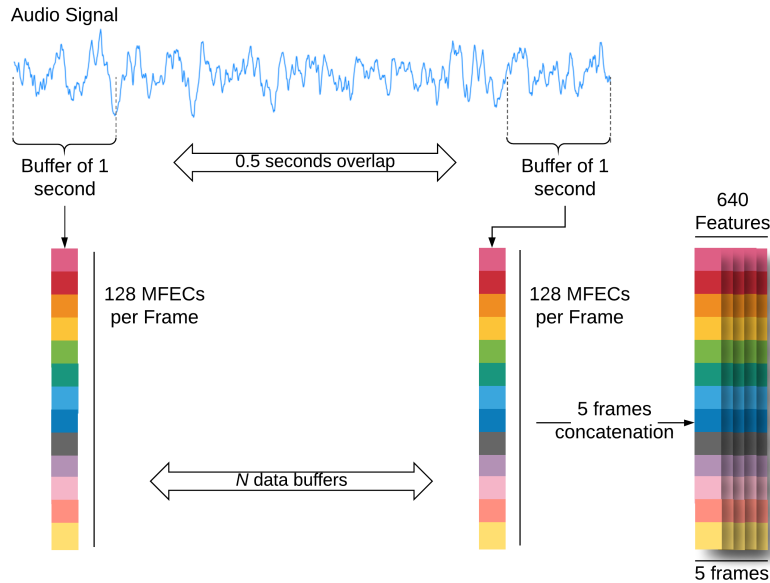 Audio Signal
Buffer of 1
second
0.5 seconds overlap
Buffer of 1
second
640
Features
128 MFECs
per Frame
128 MFECs
per Frame
5 frames
concatenation
N data buffers
5 frames